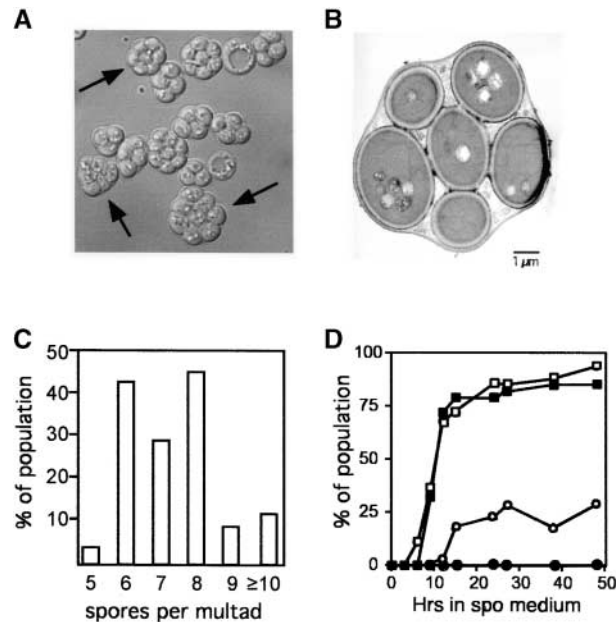 A
B
1 µm
C
% of population
50
40
30
20
10
5 6 7 8 9 ≥10
spores per multad
D
% of population
100
75
50
25
0
0 10 20 30 40 50
Hrs in spo medium